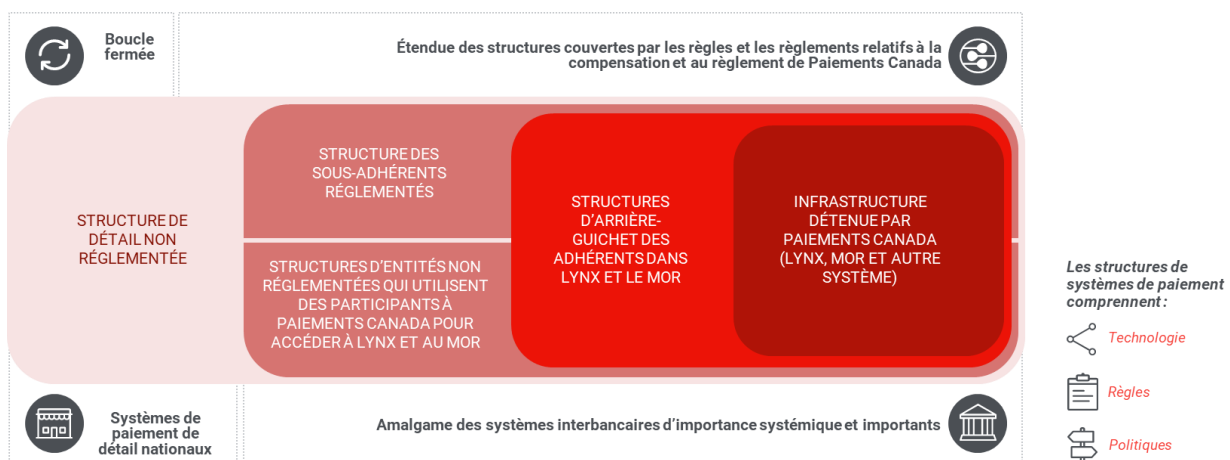 Boucle
fermée
Étendue des structures couvertes par les règles et les règlements relatifs à la
compensation et au règlement de Paiements Canada
STRUCTURE DE
DÉTAIL NON
RÉGLEMENTÉE
STRUCTURE DES
SOUS-ADHÉRENTS
RÉGLEMENTÉS
STRUCTURES D’ENTITÉS NON
RÉGLEMENTÉES QUI UTILISENT
DES PARTICIPANTS À
PAIEMENTS CANADA POUR
ACCÉDER À LYNX ET AU MOR
STRUCTURES
D’ARRIÈRE-
GUICHET DES
ADHÉRENTS DANS
LYNX ET LE MOR
INFRASTRUCTURE
DÉTENUE PAR
PAIEMENTS CANADA
(LYNX, MOR ET AUTRE
SYSTÈME)
Systèmes de
paiement de
détail nationaux
Amalgame des systèmes interbancaires d’importance systémique et importants
Les structures de
systèmes de paiement
comprennent :
Technologie
Règles
Politiques